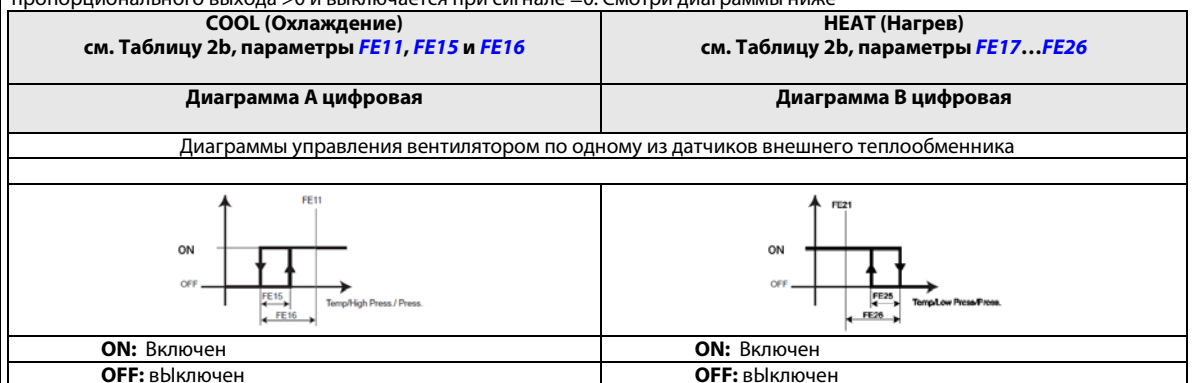 пропорционального выхода >0 и выключается при сигнале =0. Смотри диаграммы ниже
COOL (Охлаждение)
см. Таблицу 2b, параметры FE11, FE15 и FE16
HEAT (Нагрев)
см. Таблицу 2b, параметры FE17…FE26
Диаграмма А цифровая
Диаграмма В цифровая
Диаграммы управления вентилятором по одному из датчиков внешнего теплообменника
FE11
ON
OFF
FE15
Temp/High Press./ Press.
FE16
FE21
ON
OFF
FE25
Temp/Low Press/Press.
FE26
ON: Включен
ON: Включен
OFF: вЫключен
OFF: вЫключен